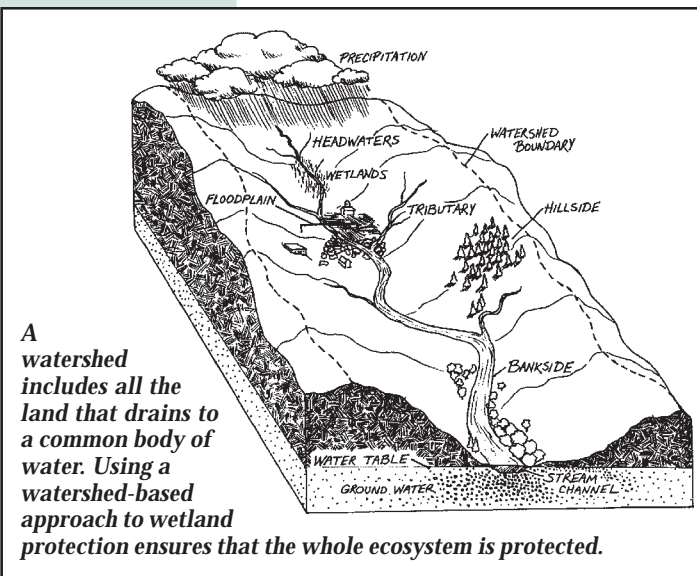 PRECIPITATION
HEADWATERS
WATERSHED
BOUNDARY
WETLANDS
FLOODPLAIN
TRIBUTARY
HILLSIDE
BANKSIDE
WATER TABLE
STREAM
CHANNEL
GROUND WATER
A
watershed
includes all the
land that drains to
a common body of
water. Using a
watershed-based
approach to wetland
protection ensures that the whole ecosystem is protected.